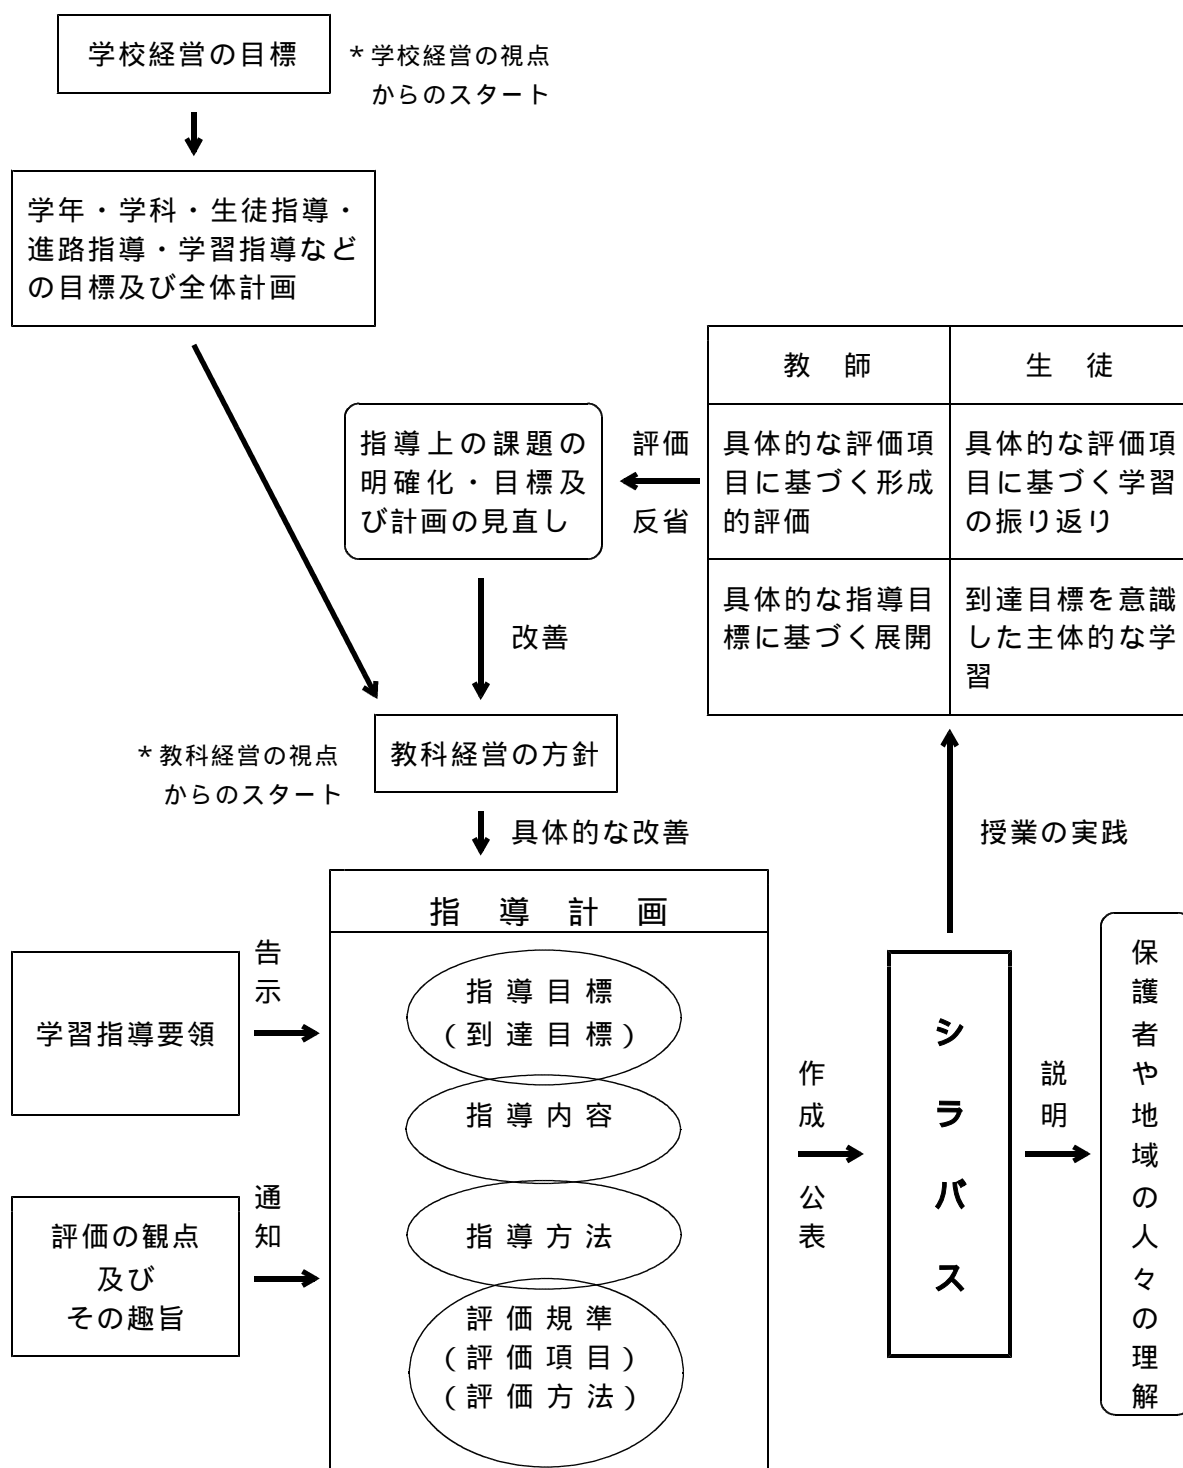 学校経営の目標
＊学校経営の視点
からのスタート
学年・学科・生徒指導・
進路指導・学習指導など
の目標及び全体計画
教　師
生　徒
具体的な評価項
目に基づく形成
的評価
具体的な評価項
目に基づく学習
の振り返り
具体的な指導目
標に基づく展開
到達目標を意識
した主体的な学
習
評価
反省
指導上の課題の
明確化・目標及
び計画の見直し
改善
＊教科経営の視点
からのスタート
教科経営の方針
具体的な改善
授業の実践
指　導　計　画
指導目標
（到達目標）
指導内容
指導方法
評価規準
（評価項目）
（評価方法）
学習指導要領
告示
評価の観点
及び
その趣旨
通知
作成
公表
シラバス
説明
保護者や地域の人々の理解